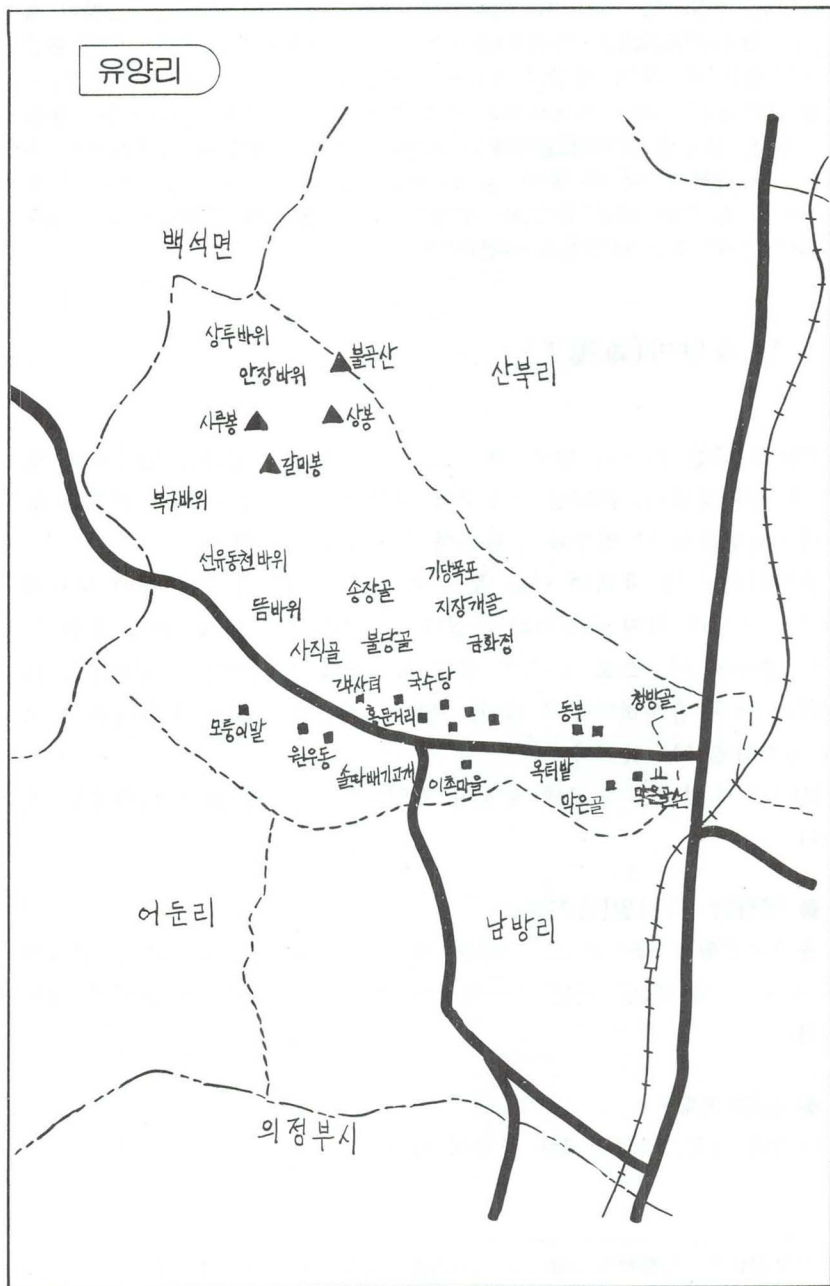 유양리
백석면
상투바위
불곡산
안장바위
산북리
시루봉
상봉
갈미봉
복구바위
선유동천바위
기당폭포
송장골
뜸바위
지장개골
사직골
불당골
금화정
국수당
객사터
청방골
홍문거리
동부
모퉁이말
원우동
솔딱배기고개
이촌마을
옥터밭
막은골
어둔리
남방리
의정부시